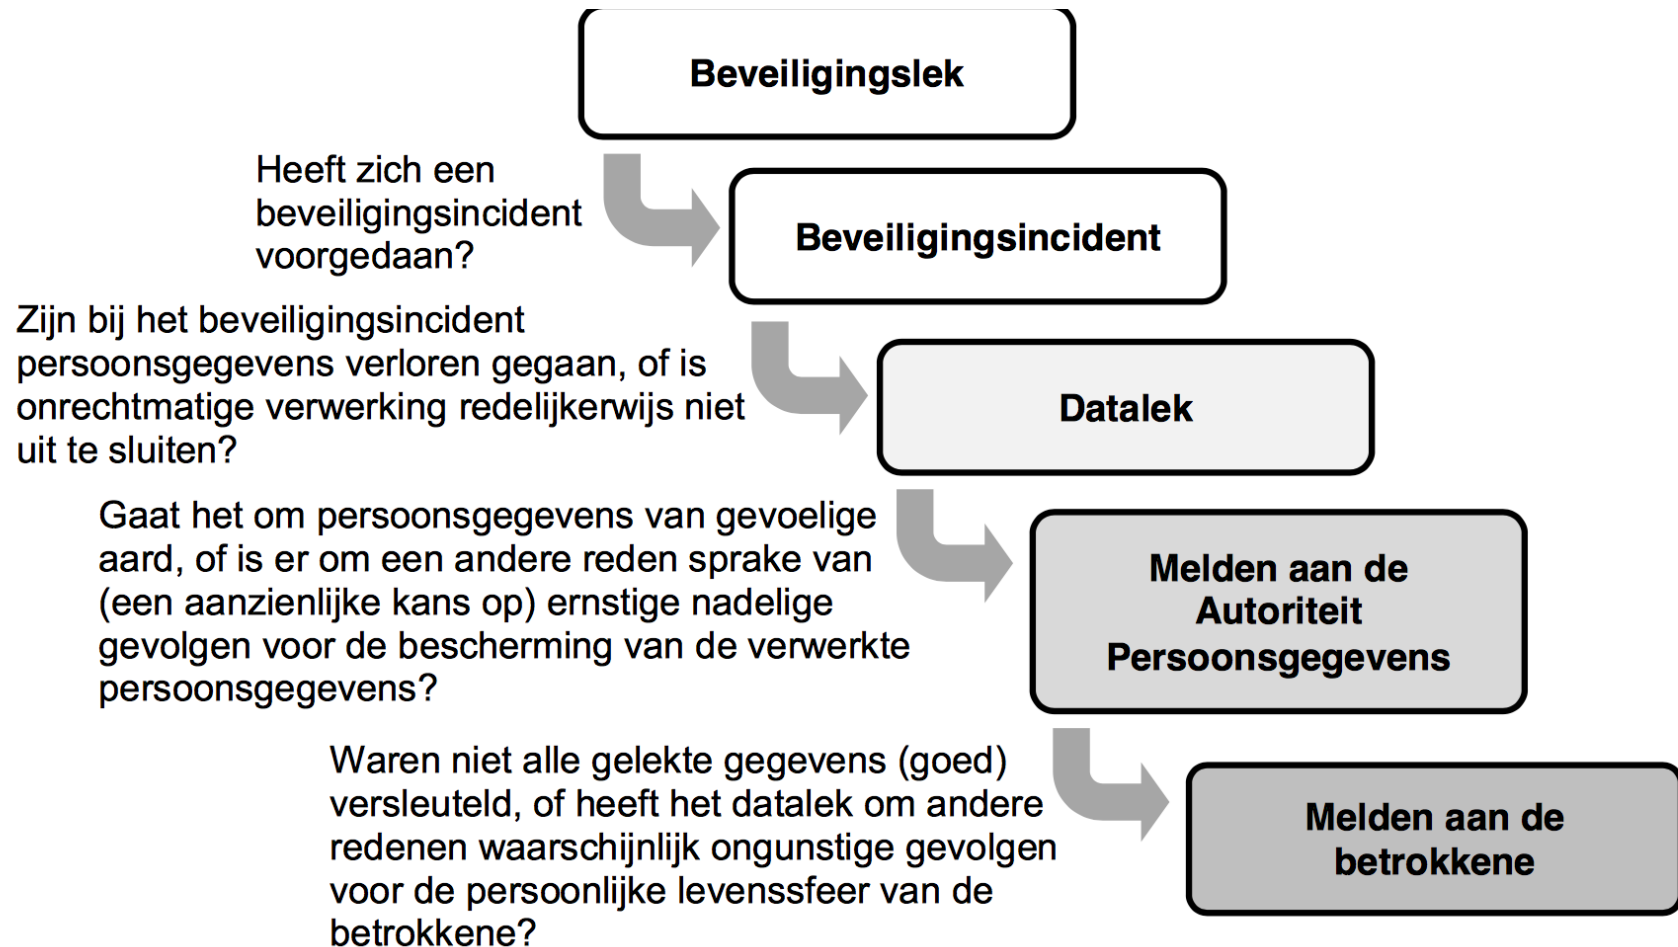 Beveiligingslek
Heeft zich een
beveiligingsincident
voorgedaan?
Beveiligingsincident
Zijn bij het beveiligingsincident
persoonsgegevens verloren gegaan, of is
onrechtmatige verwerking redelijkerwijs niet
uit te sluiten?
Datalek
Gaat het om persoonsgegevens van gevoelige
aard, of is er om een andere reden sprake van
(een aanzienlijke kans op) ernstige nadelige
gevolgen voor de bescherming van de verwerkte
persoonsgegevens?
Melden aan de
Autoriteit
Persoonsgegevens
Waren niet alle gelekte gegevens (goed)
versleuteld, of heeft het datalek om andere
redenen waarschijnlijk ongunstige gevolgen
voor de persoonlijke levenssfeer van de
betrokkene?
Melden aan de
betrokkene